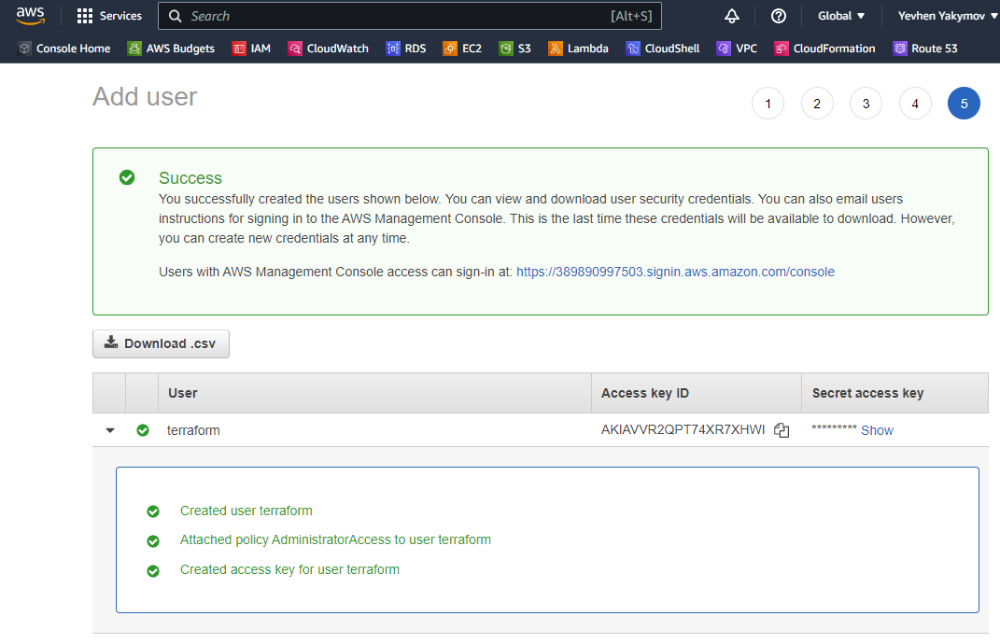 aws
Services
Search
[Alt+S]
Global
Yevhen Yakymov
Console Home
AWS Budgets
IAM
CloudWatch
RDS
EC2
S3
Lambda
CloudShell
VPC
CloudFormation
Route 53
Add user
1
2
3
4
5
Success
You successfully created the users shown below. You can view and download user security credentials. You can also email users
instructions for signing in to the AWS Management Console. This is the last time these credentials will be available to download. However,
you can create new credentials at any time.
Users with AWS Management Console access can sign-in at: https://389890997503.signin.aws.amazon.com/console
Download .csv
User
Access key ID
Secret access key
terraform
AKIAVVR2QPT74XR7XHWI
********* Show
Created user terraform
Attached policy AdministratorAccess to user terraform
Created access key for user terraform